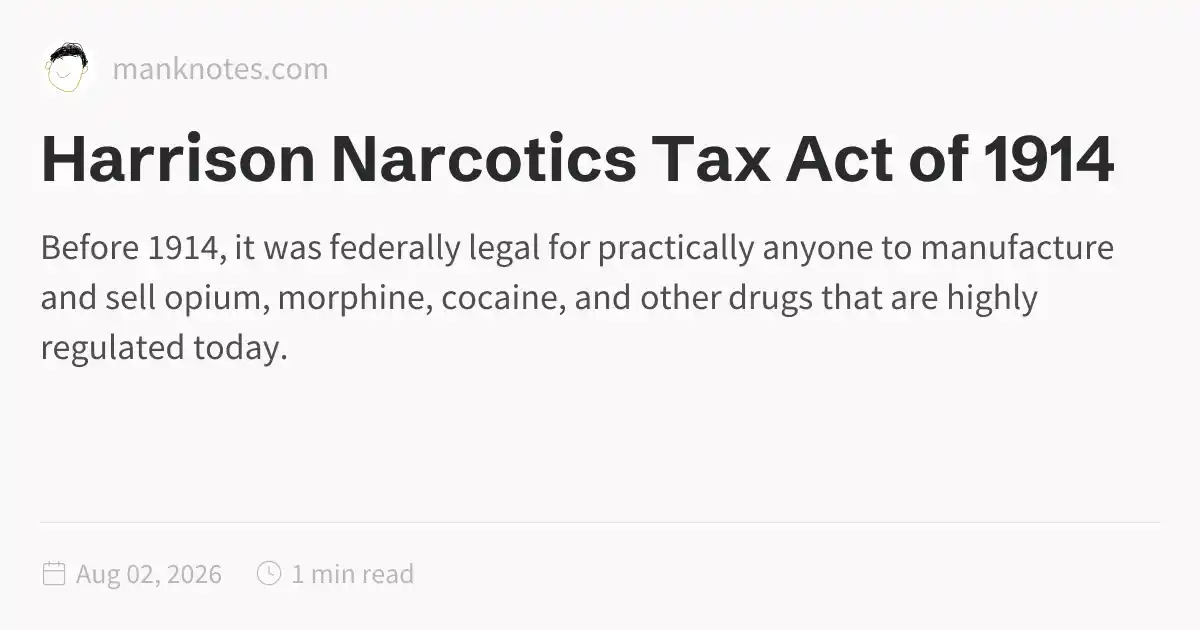 manknotes.com
Harrison Narcotics Tax Act of 1914
Before 1914, it was federally legal for practically anyone to manufacture
and sell opium, morphine, cocaine, and other drugs that are highly
regulated today.
Aug 02, 2026 1 min read